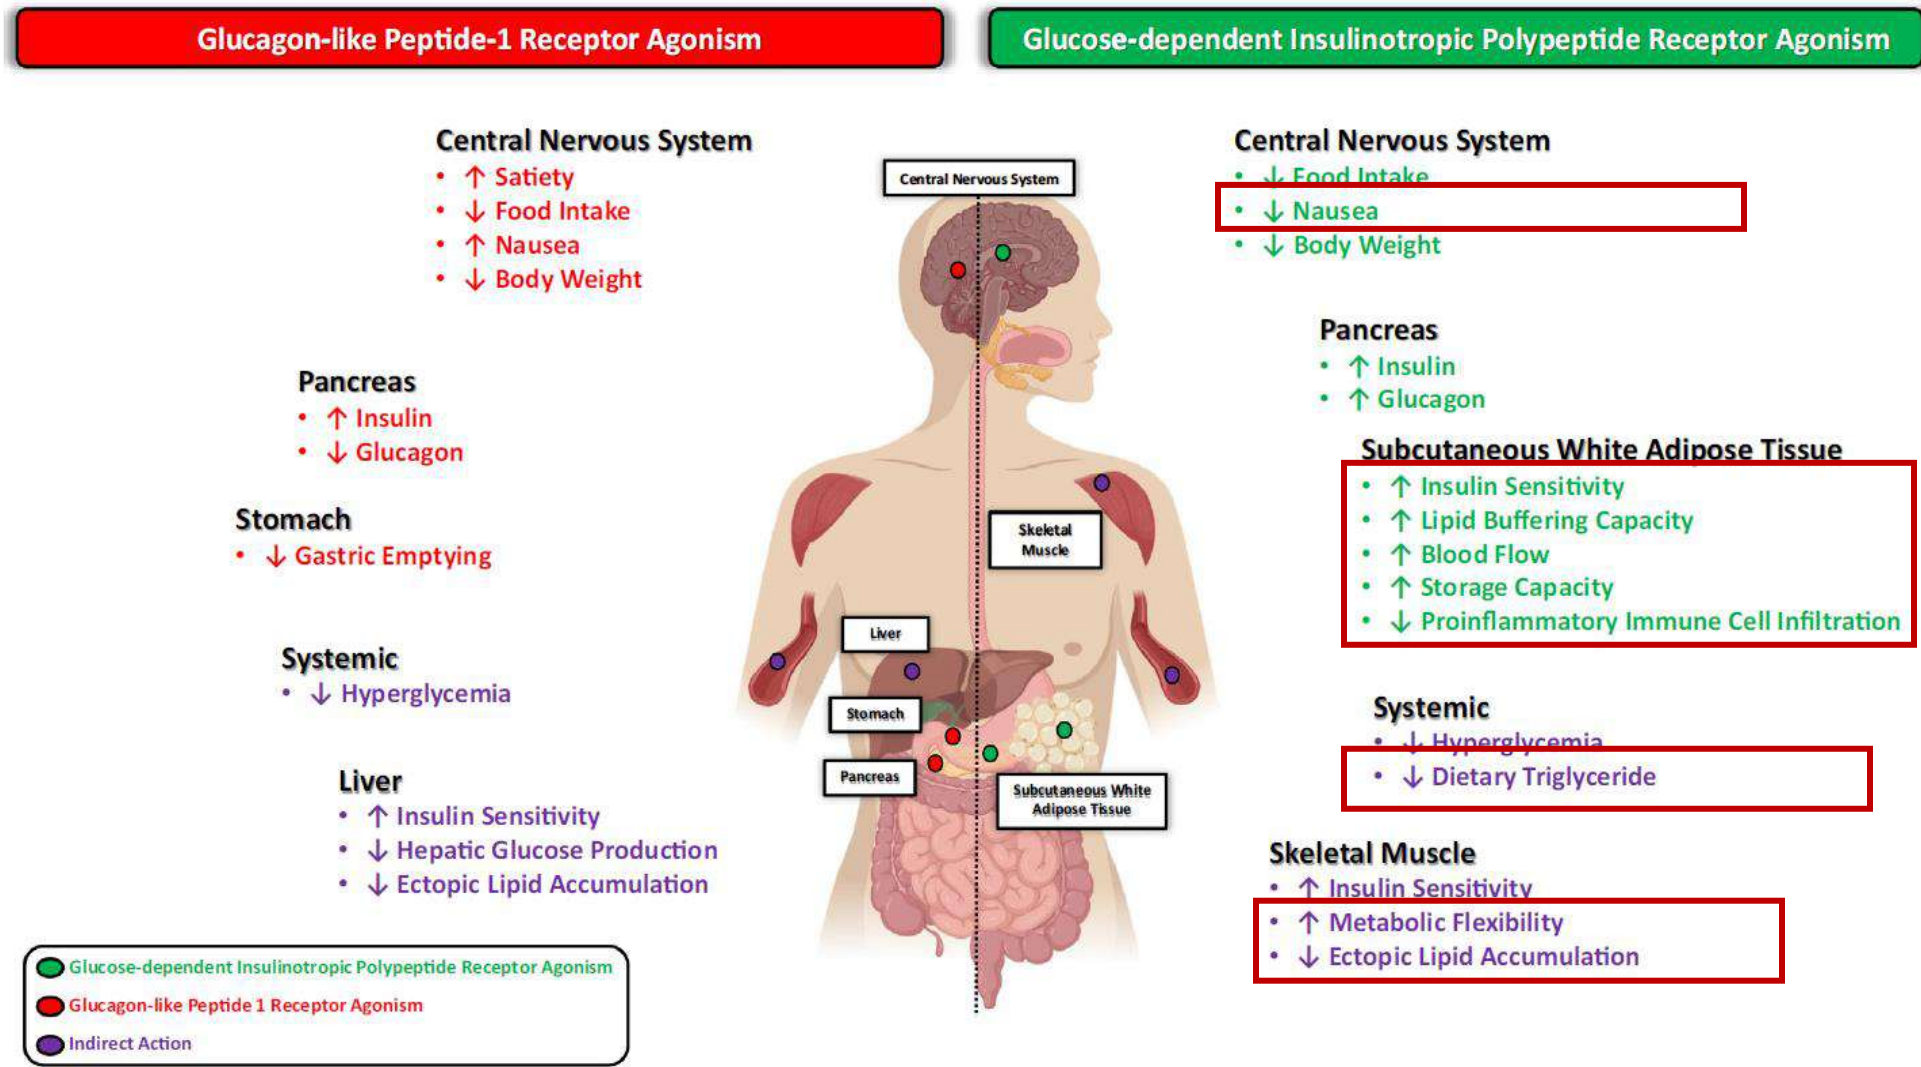 Glucagon-like Peptide-1 Receptor Agonism
Central Nervous System
• ↑ Satiety
• ↓ Food Intake
• ↑ Nausea
• ↓ Body Weight
Pancreas
• ↑ Insulin
• ↓ Glucagon
Stomach
• ↓ Gastric Emptying
Systemic
• ↓ Hyperglycemia
Liver
• ↑ Insulin Sensitivity
• ↓ Hepatic Glucose Production
• ↓ Ectopic Lipid Accumulation
Glucose-dependent Insulinotropic Polypeptide Receptor Agonism
Glucagon-like Peptide 1 Receptor Agonism
Indirect Action
Central Nervous System
Skeletal
Muscle
Liver
Stomach
Pancreas
Subcutaneous White
Adipose Tissue
Glucose-dependent Insulinotropic Polypeptide Receptor Agonism
Central Nervous System
• ↓ Food Intake
• ↓ Nausea
• ↓ Body Weight
Pancreas
• ↑ Insulin
• ↑ Glucagon
Subcutaneous White Adipose Tissue
• ↑ Insulin Sensitivity
• ↑ Lipid Buffering Capacity
• ↑ Blood Flow
• ↑ Storage Capacity
• ↓ Proinflammatory Immune Cell Infiltration
Systemic
• ↓ Hyperglycemia
• ↓ Dietary Triglyceride
Skeletal Muscle
• ↑ Insulin Sensitivity
• ↑ Metabolic Flexibility
• ↓ Ectopic Lipid Accumulation